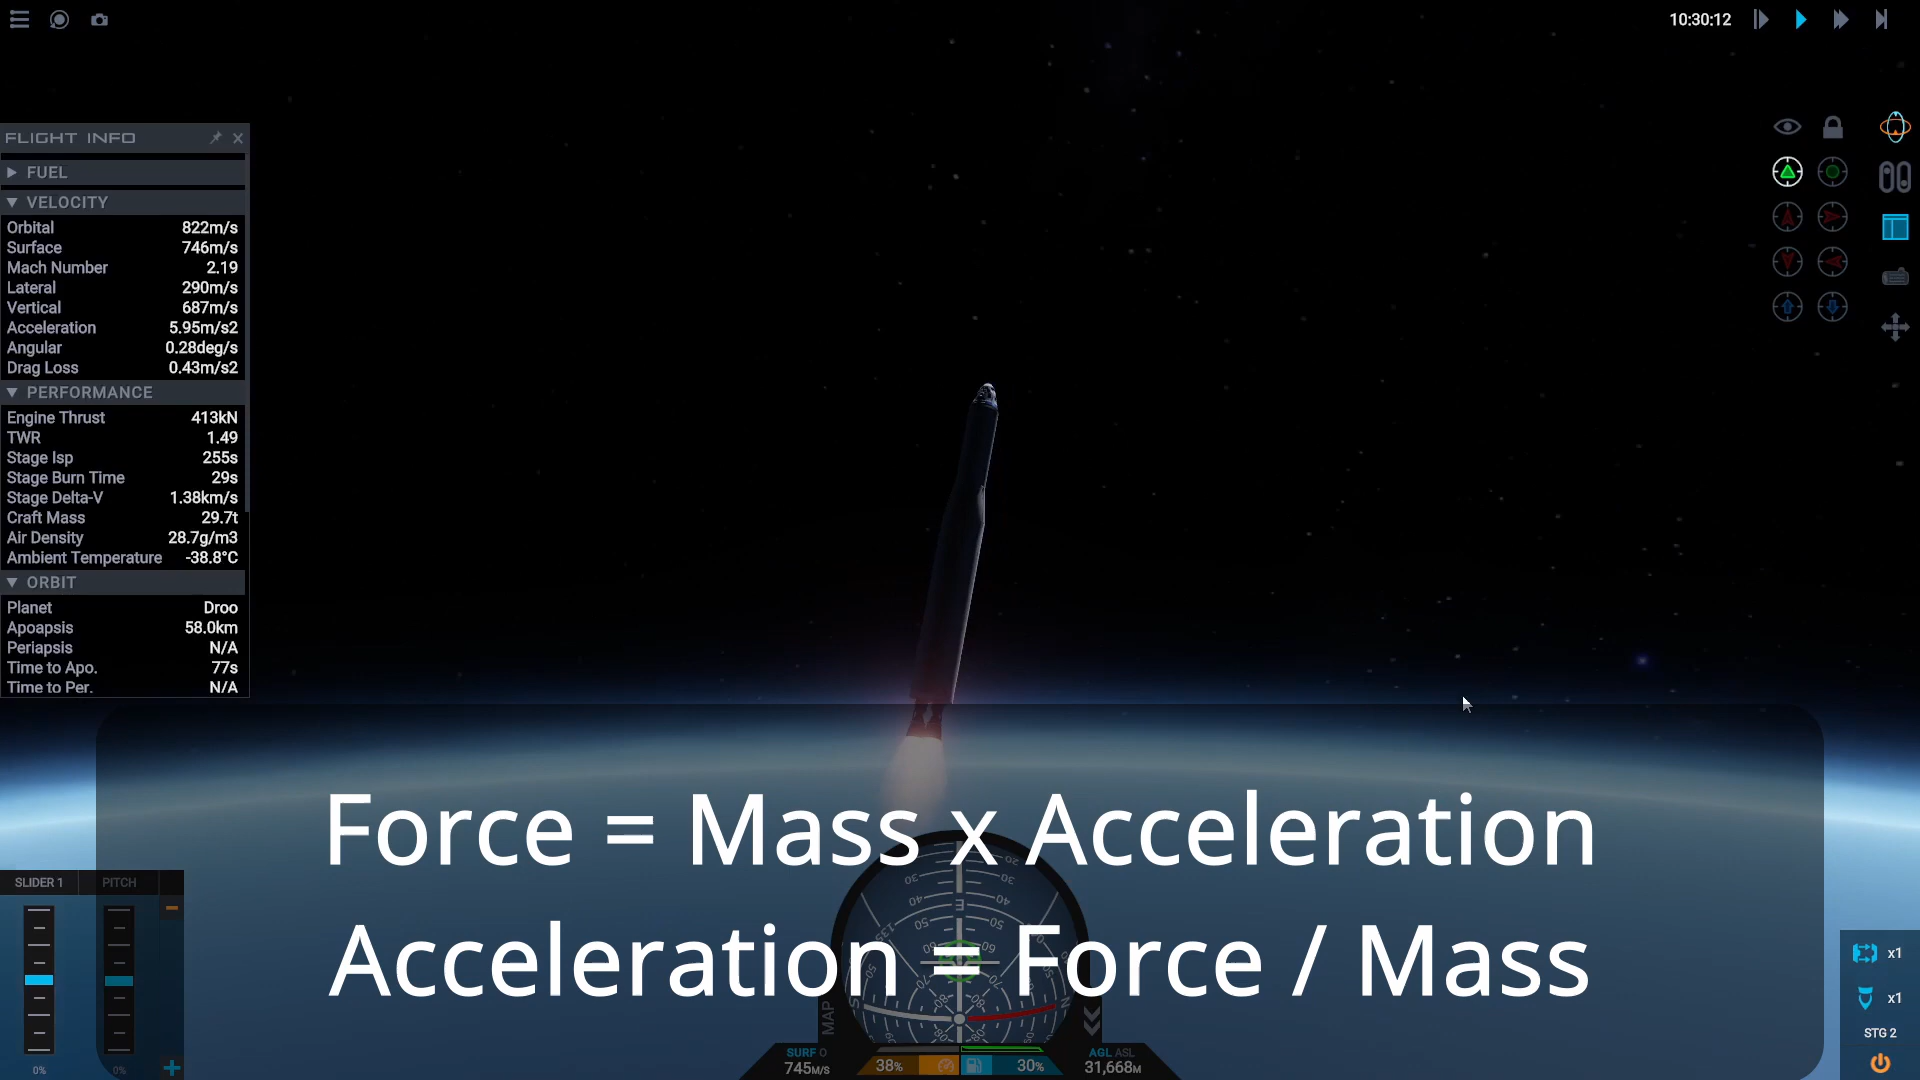 10:30:12
FLIGHT INFO
FUEL
VELOCITY
Orbital 822m/s
Surface 746m/s
Mach Number 2.19
Lateral 290m/s
Vertical 687m/s
Acceleration 5.95m/s2
Angular 0.28deg/s
Drag Loss 0.43m/s2
PERFORMANCE
Engine Thrust 413kN
TWR 1.49
Stage Isp 255s
Stage Burn Time 29s
Stage Delta-V 1.38km/s
Craft Mass 29.7t
Air Density 28.7g/m3
Ambient Temperature -38.8°C
ORBIT
Planet Droo
Apoapsis 58.0km
Periapsis N/A
Time to Apo. 77s
Time to Per. N/A
Force = Mass x Acceleration
Acceleration = Force / Mass
SLIDER 1 PITCH
0% 0%
MAP
SURF O
745M/S
38%
30%
AGL ASL
31,668M
x1
x1
STG 2